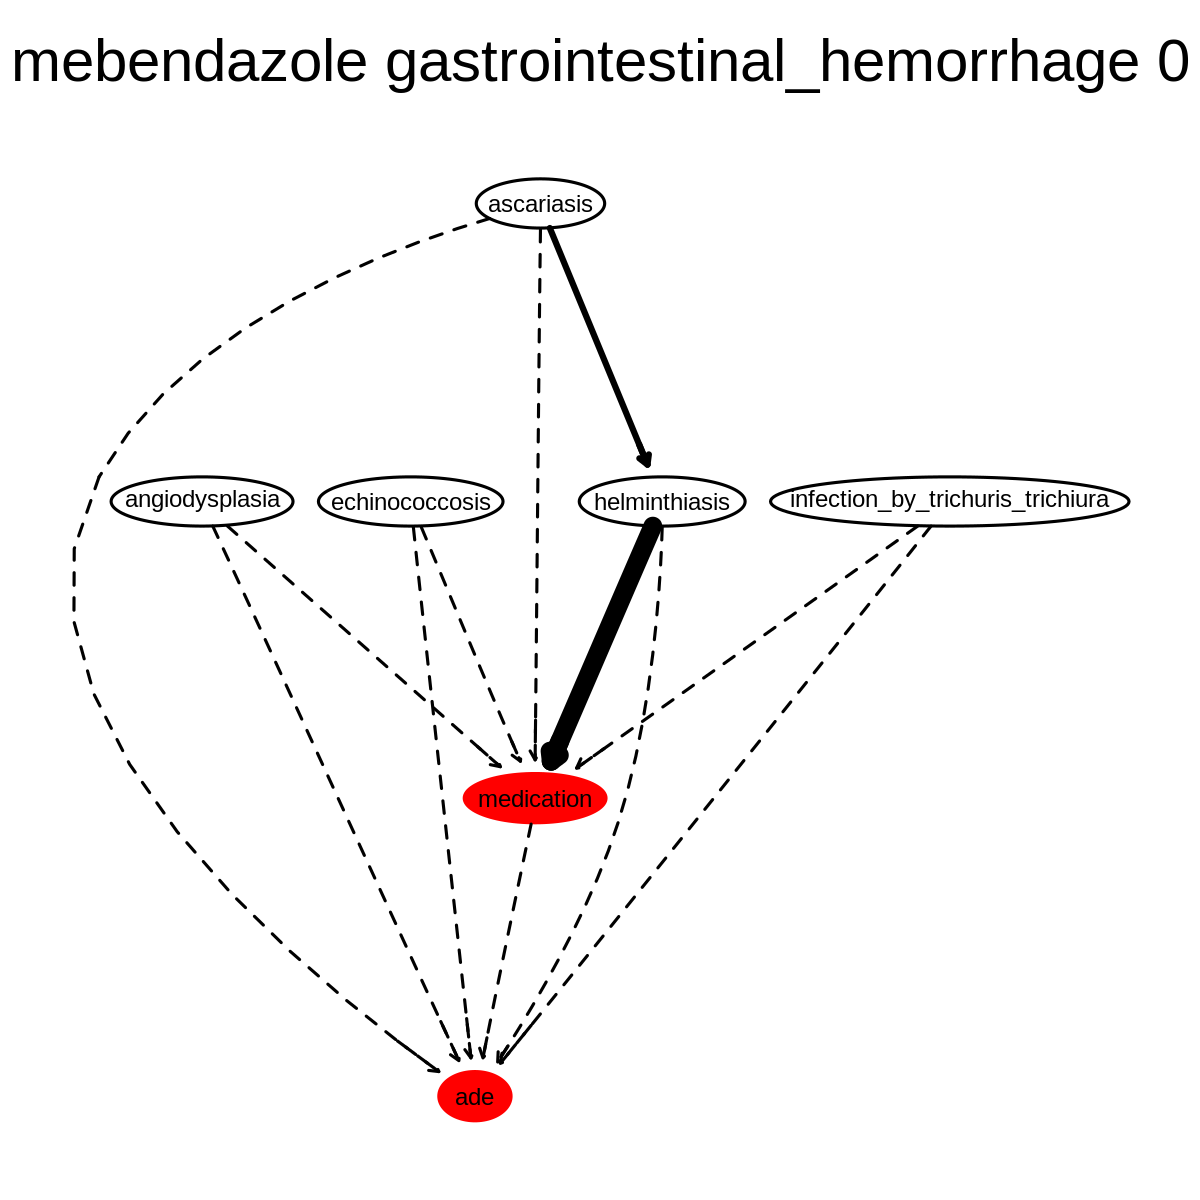 mebendazole gastrointestinal_hemorrhage 0
ascariasis
angiodysplasia
echinococcosis
helminthiasis
infection_by_trichuris_trichiura
medication
ade